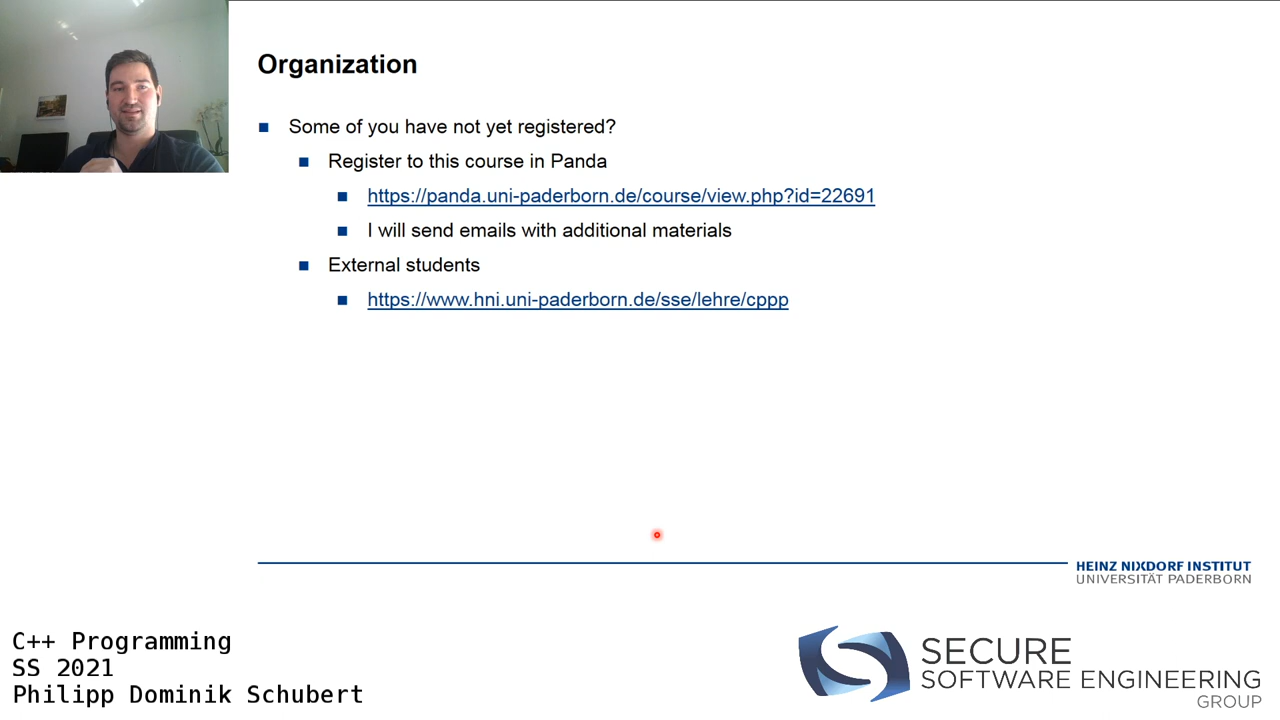 Organization
Some of you have not yet registered?
Register to this course in Panda
https://panda.uni-paderborn.de/course/view.php?id=22691
I will send emails with additional materials
External students
https://www.hni.uni-paderborn.de/sse/lehre/cppp
HEINZ NIXDORF INSTITUT
UNIVERSITÄT PADERBORN
C++ Programming
SS 2021
Philipp Dominik Schubert
SECURE
SOFTWARE ENGINEERING
GROUP